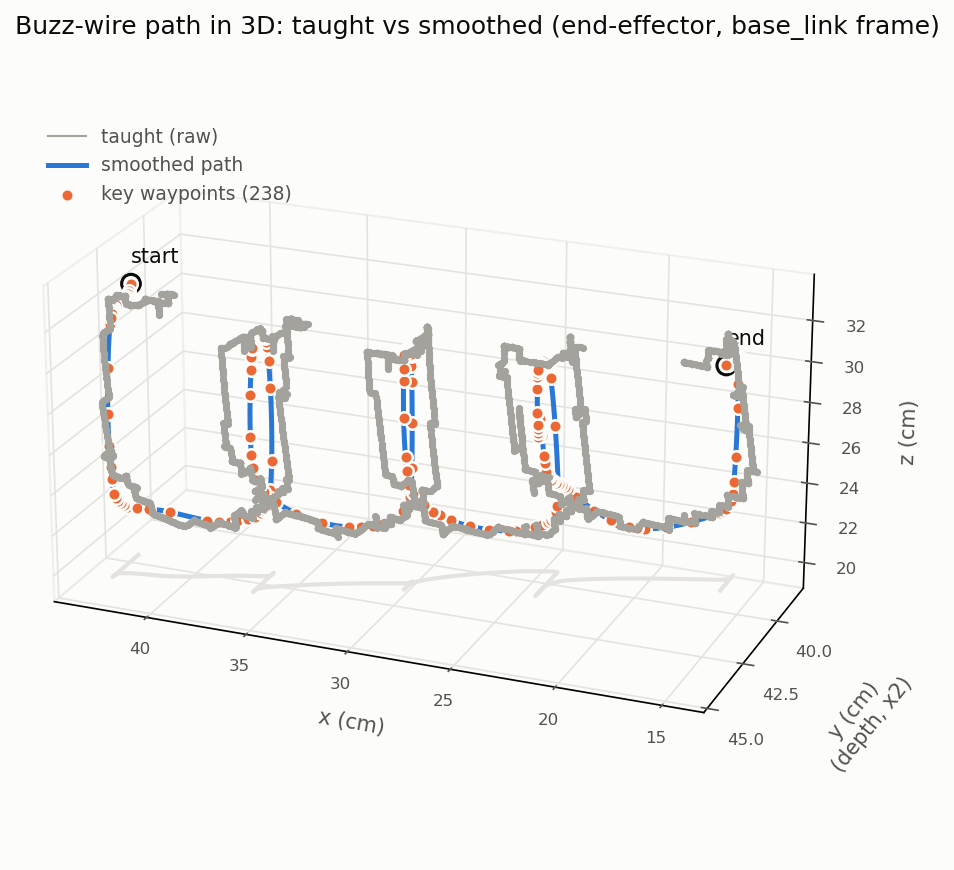 Buzz-wire path in 3D: taught vs smoothed (end-effector, base_link frame)
taught (raw)
smoothed path
key waypoints (238)
start
end
32
30
28
26
24
22
20
z (cm)
40
35
30
25
20
15
x (cm)
40.0
42.5
45.0
y (cm)
(depth, x2)